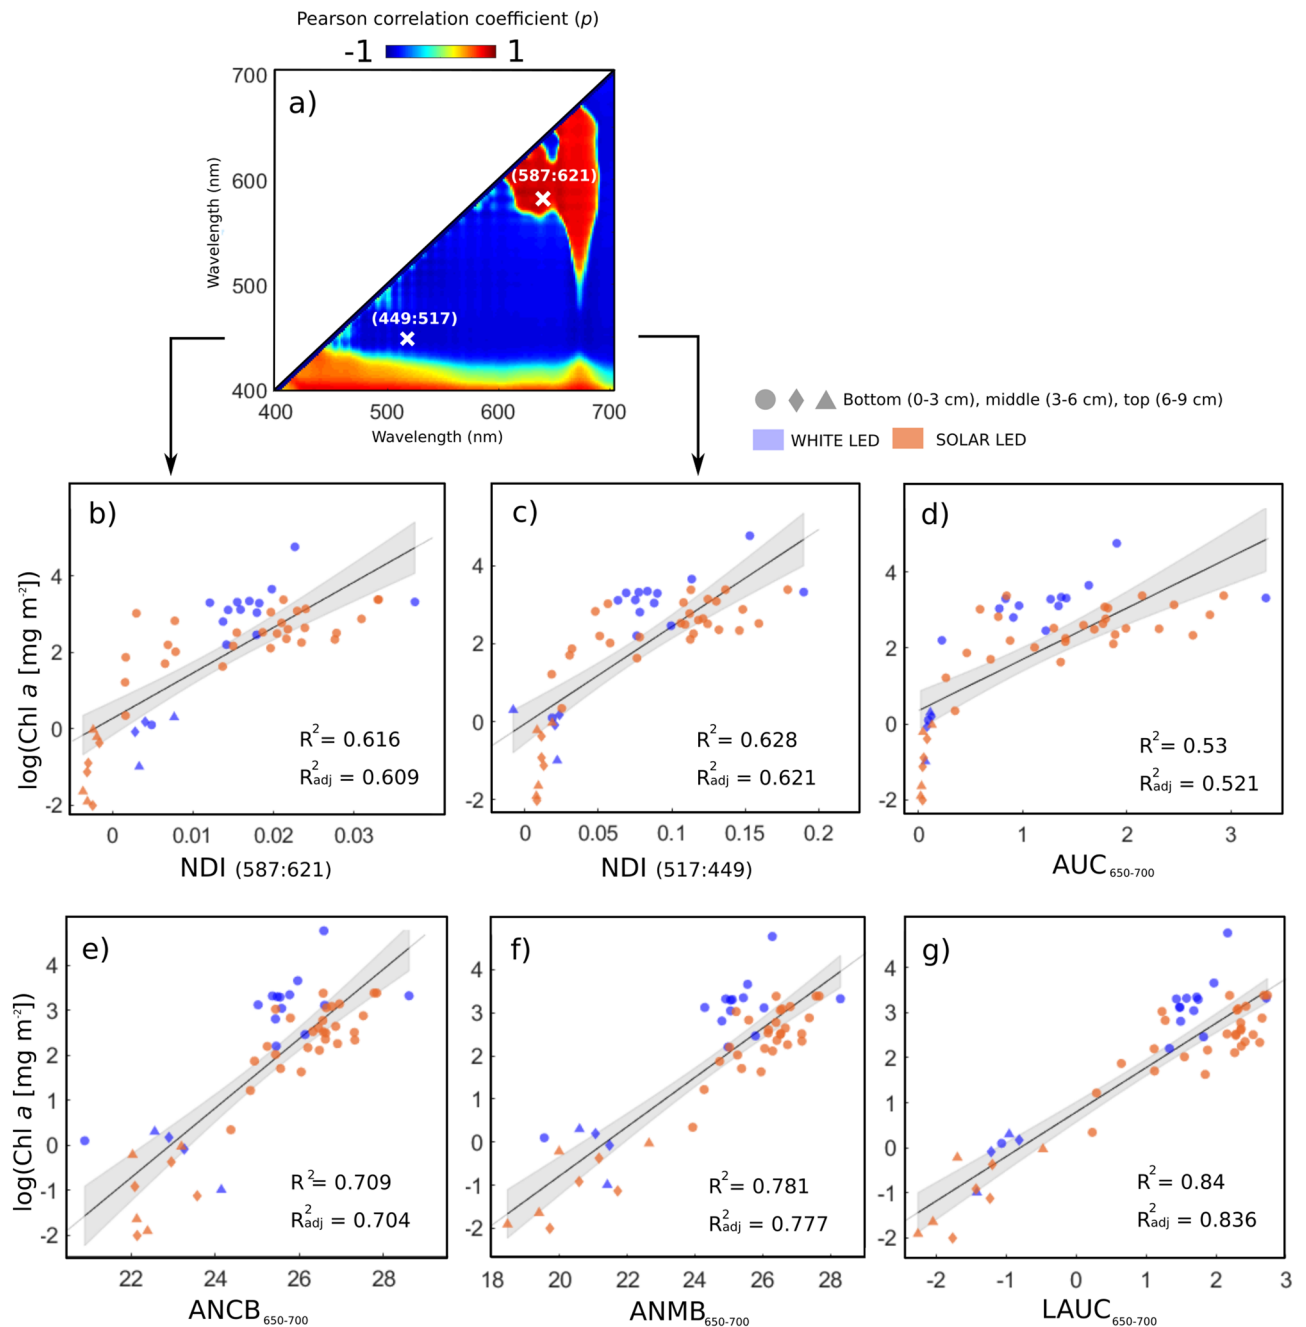 Pearson correlation coefficient (p)
-1 1
a)
700
600
500
400
Wavelength (nm)
(587:621)
(449:517)
400 500 600 700
Wavelength (nm)
Bottom (0-3 cm), middle (3-6 cm), top (6-9 cm)
WHITE LED SOLAR LED
b)
log(Chl a [mg m-2])
4
2
0
-2
R2 = 0.616
R2adj = 0.609
0 0.01 0.02 0.03
NDI (587:621)
c)
4
2
0
-2
R2 = 0.628
R2adj = 0.621
0 0.05 0.1 0.15 0.2
NDI (517:449)
d)
4
2
0
-2
R2 = 0.53
R2adj = 0.521
0 1 2 3
AUC650-700
e)
log(Chl a [mg m-2])
4
3
2
1
0
-1
-2
R2 = 0.709
R2adj = 0.704
22 24 26 28
ANCB650-700
f)
4
3
2
1
0
-1
-2
R2 = 0.781
R2adj = 0.777
18 20 22 24 26 28
ANMB650-700
g)
4
3
2
1
0
-1
-2
R2 = 0.84
R2adj = 0.836
-2 -1 0 1 2 3
LAUC650-700